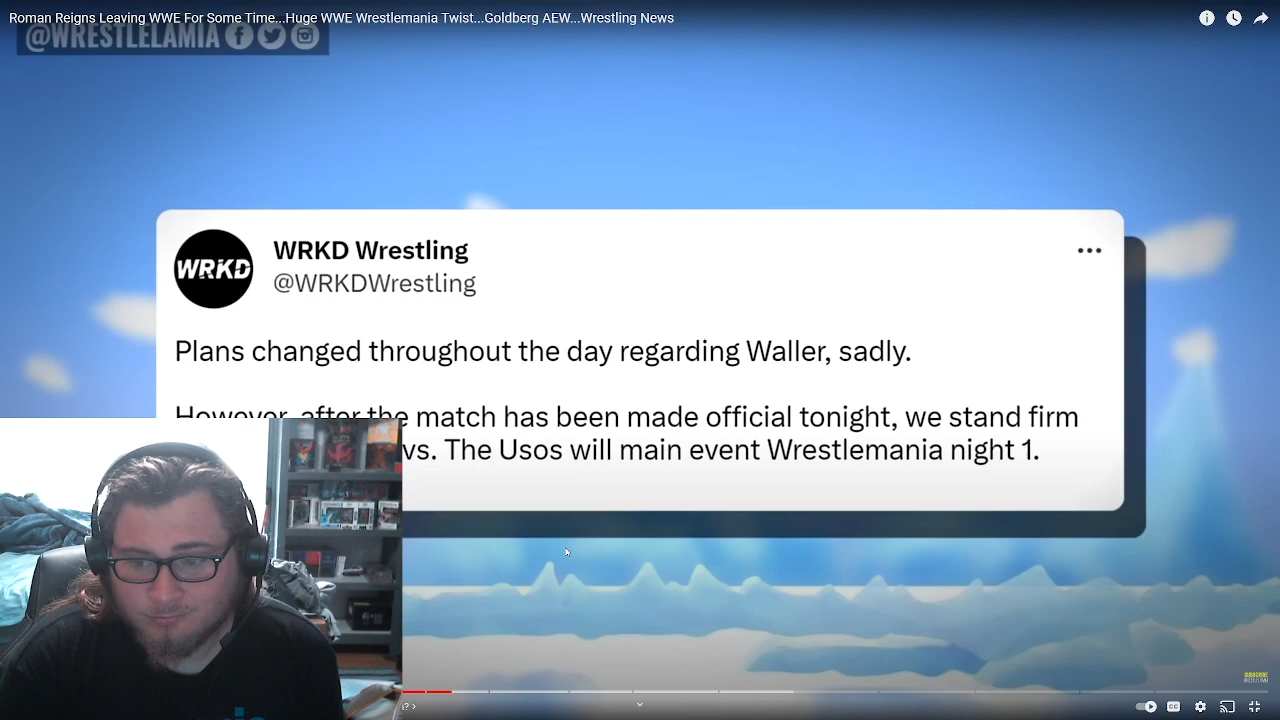 Roman Reigns Leaving WWE For Some Time...Huge WWE Wrestlemania Twist...Goldberg AEW...Wrestling News
@WRESTLELAMIA
WRKD
WRKD Wrestling
@WRKDWrestling
Plans changed throughout the day regarding Waller, sadly.
However, after the match has been made official tonight, we stand firm
vs. The Usos will main event Wrestlemania night 1.
SUBSCRIBE